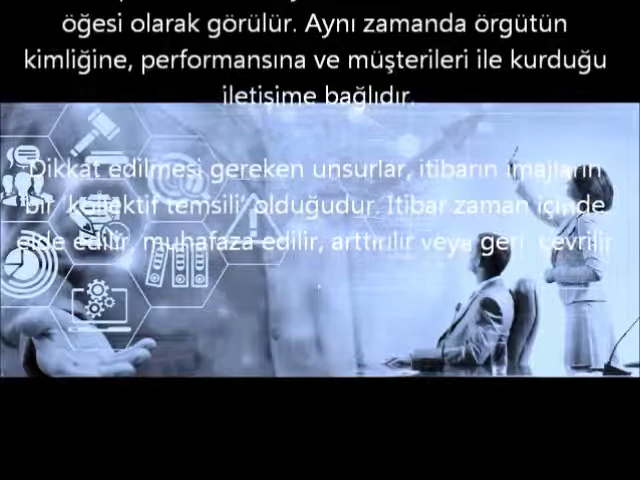 öğesi olarak görülür. Aynı zamanda örgütün
kimliğine, performansına ve müşterileri ile kurduğu
iletişime bağlıdır.
Dikkat edilmesi gereken unsurlar, itibarın imajların
bir kollektif temsili olduğudur. İtibar zaman içinde
elde edilir, muhafaza edilir, arttırılır veya geri çevrilir
.